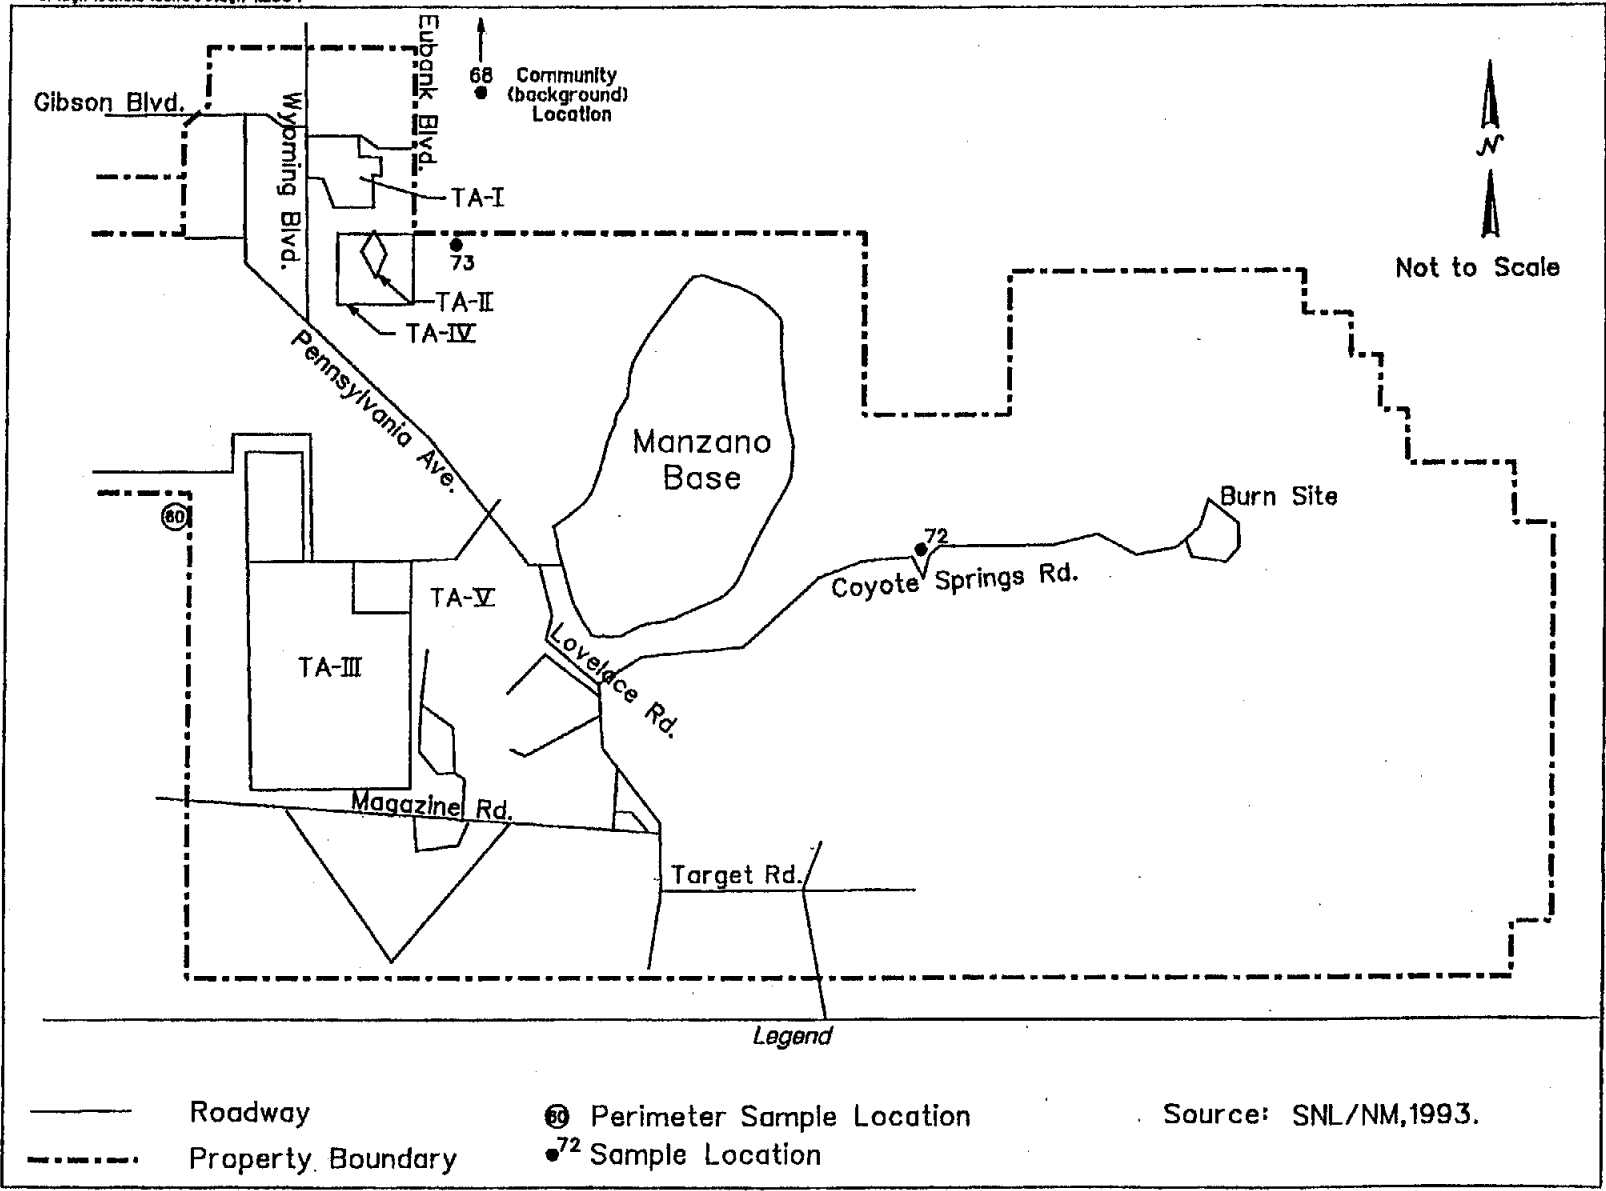 Eubank Blvd.
68
Community
(background)
Location
Gibson Blvd.
Wyoming Blvd.
N
TA-I
73
Not to Scale
TA-II
TA-IV
Pennsylvania Ave.
Manzano
Base
60
Burn Site
72
Coyote Springs Rd.
TA-V
Lovelace Rd.
TA-III
Magazine Rd.
Target Rd.
Legend
Roadway
60 Perimeter Sample Location
Source: SNL/NM,1993.
Property Boundary
72 Sample Location